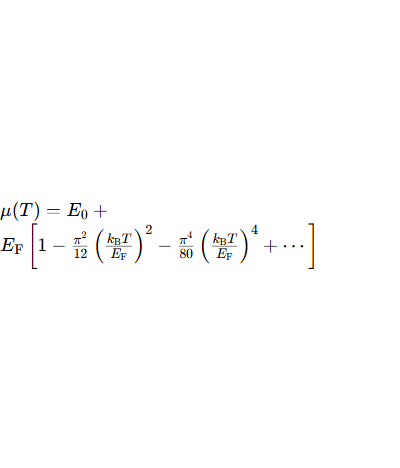 μ(T) = E₀ +
E_F [1 − π²/12 (k_B T/E_F)² − π⁴/80 (k_B T/E_F)⁴ + ⋯]